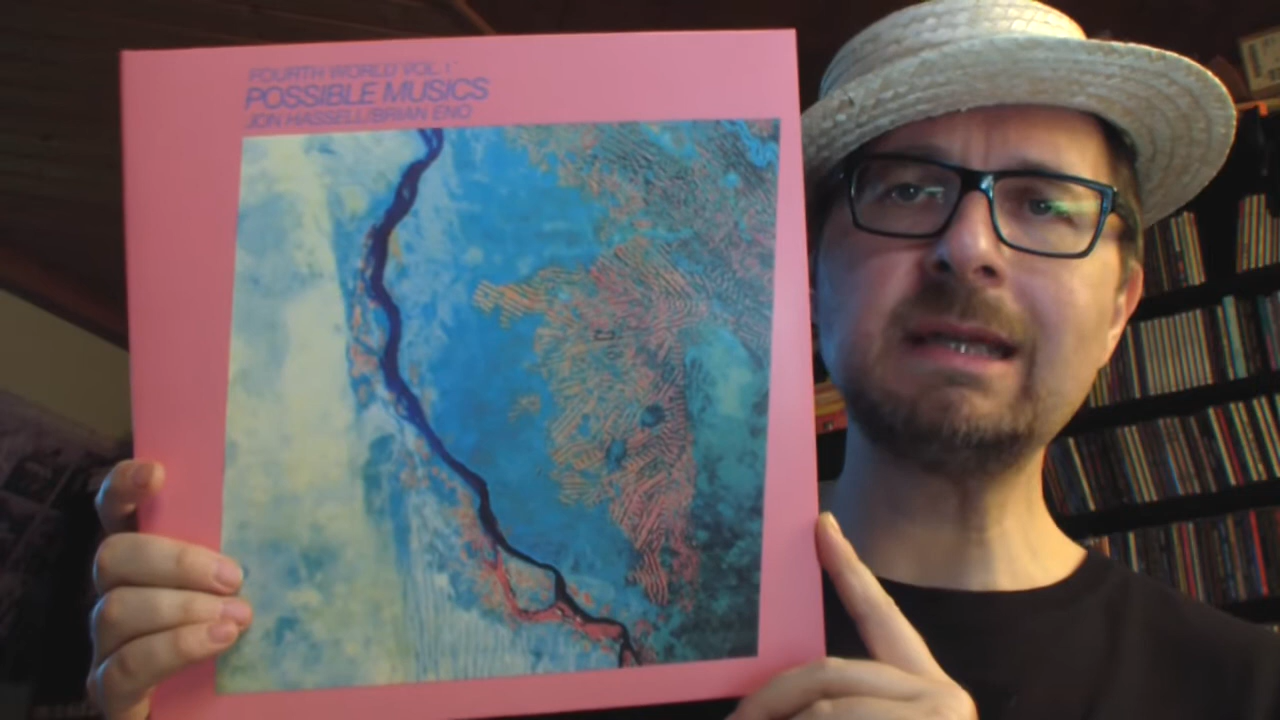 FOURTH WORLD VOL. 1
POSSIBLE MUSICS
JON HASSELL/BRIAN ENO